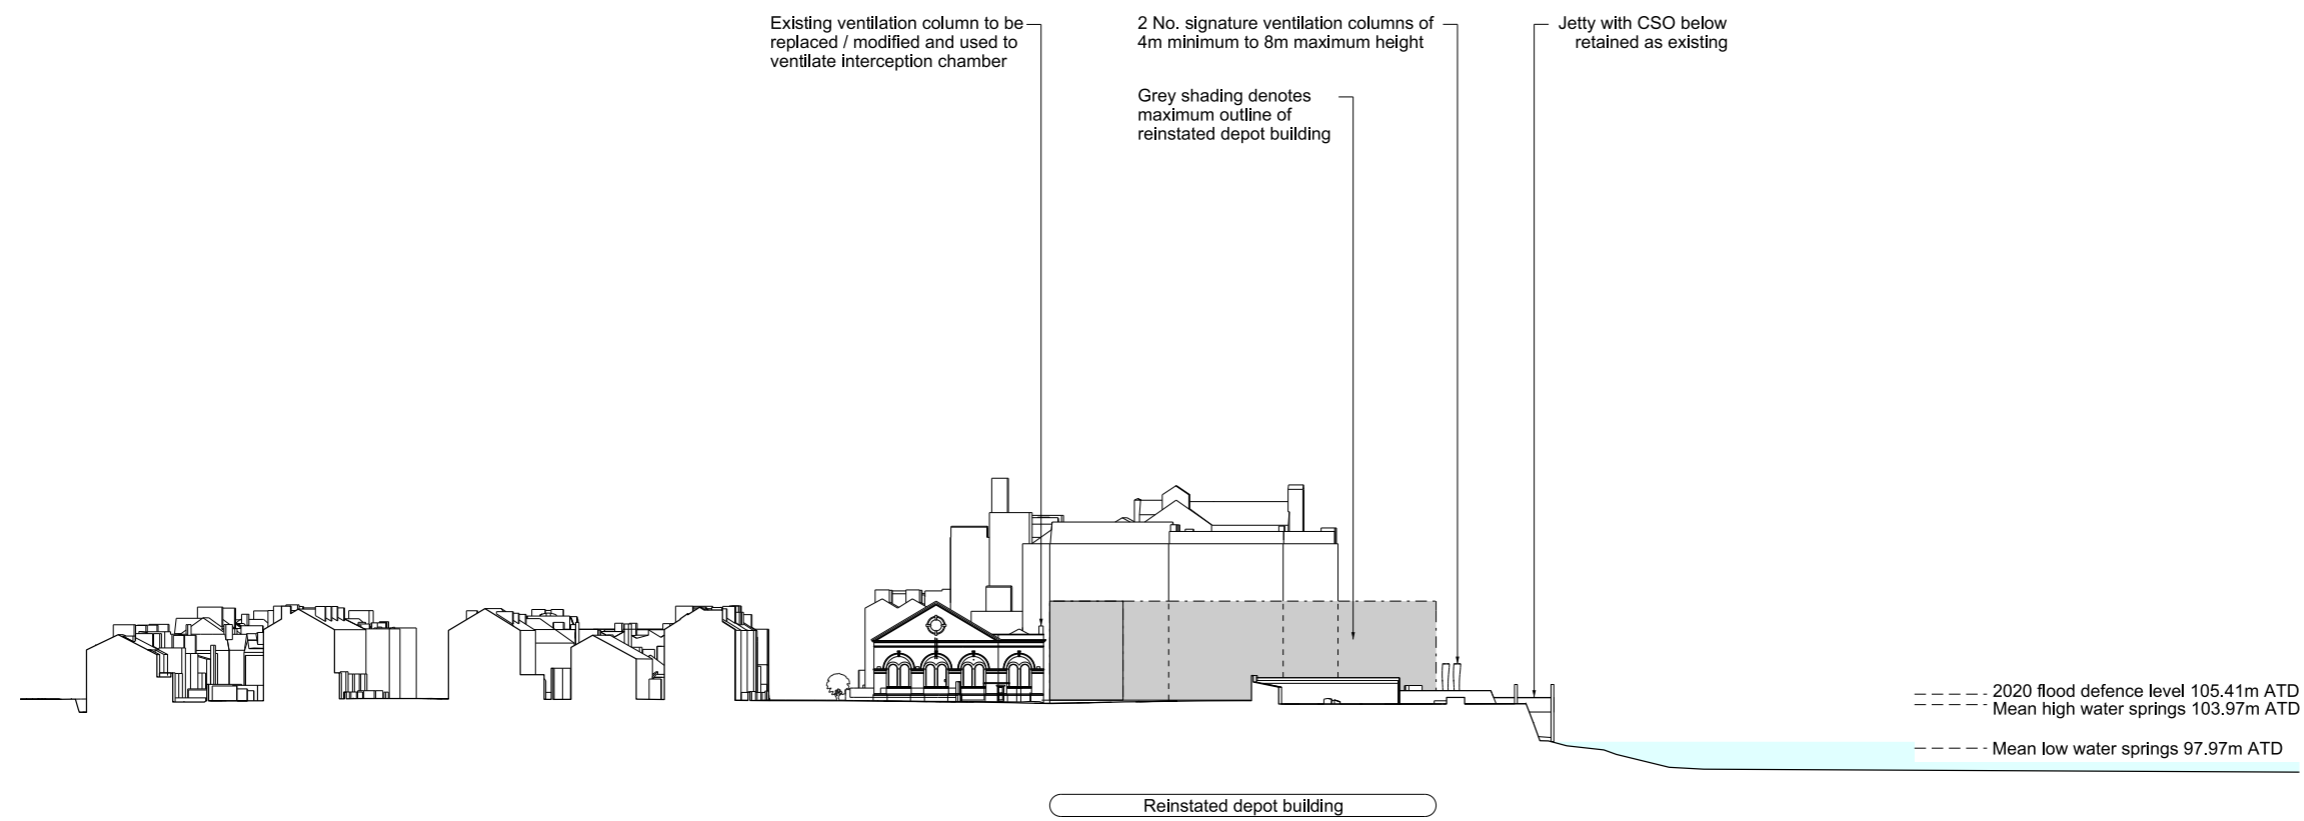 Existing ventilation column to be
replaced / modified and used to
ventilate interception chamber
2 No. signature ventilation columns of
4m minimum to 8m maximum height
Jetty with CSO below
retained as existing
Grey shading denotes
maximum outline of
reinstated depot building
2020 flood defence level 105.41m ATD
Mean high water springs 103.97m ATD
Mean low water springs 97.97m ATD
Reinstated depot building